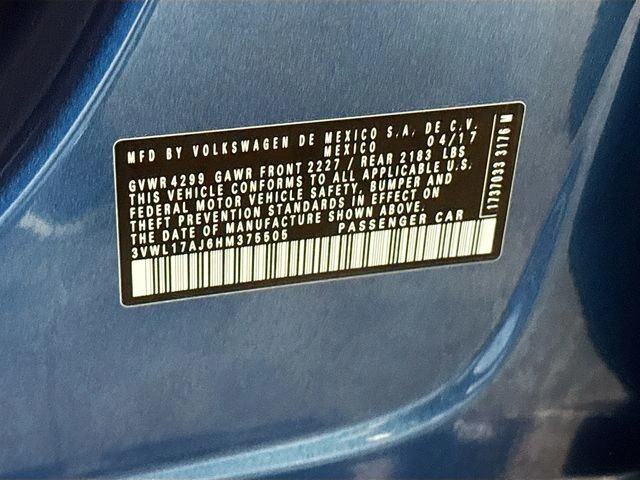 MFD BY VOLKSWAGEN DE MEXICO S.A. DE C.V.
MEXICO 04/17
GVWR 4299 GAWR FRONT 2227 / REAR 2183 LBS
THIS VEHICLE CONFORMS TO ALL APPLICABLE U.S.
FEDERAL MOTOR VEHICLE SAFETY, BUMPER AND
THEFT PREVENTION STANDARDS IN EFFECT ON
THE DATE OF MANUFACTURE SHOWN ABOVE.
3VWL17AJ6HM375505 PASSENGER CAR
1737033 3176 M